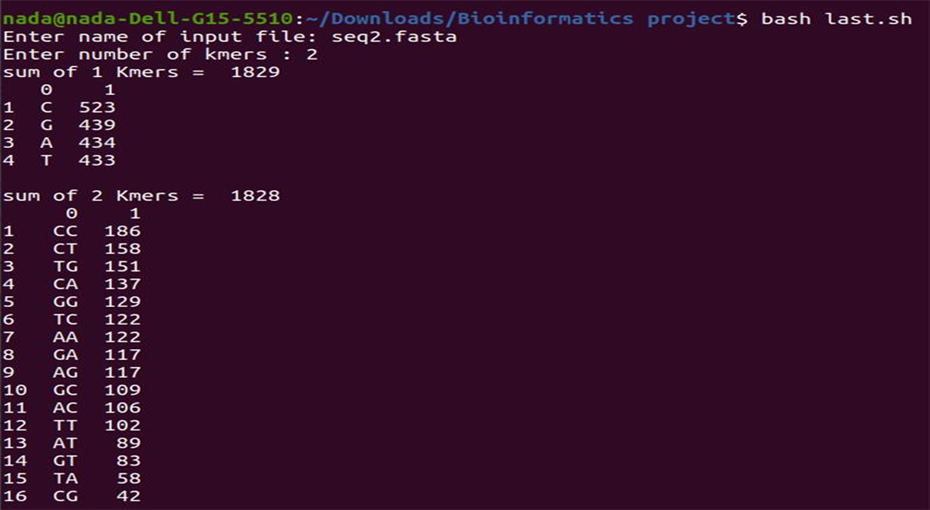 nada@nada-Dell-G15-5510:~/Downloads/Bioinformatics project$ bash last.sh
Enter name of input file: seq2.fasta
Enter number of kmers : 2
sum of 1 Kmers =  1829
   0    1
1  C  523
2  G  439
3  A  434
4  T  433
sum of 2 Kmers =  1828
     0    1
1   CC  186
2   CT  158
3   TG  151
4   CA  137
5   GG  129
6   TC  122
7   AA  122
8   GA  117
9   AG  117
10  GC  109
11  AC  106
12  TT  102
13  AT   89
14  GT   83
15  TA   58
16  CG   42